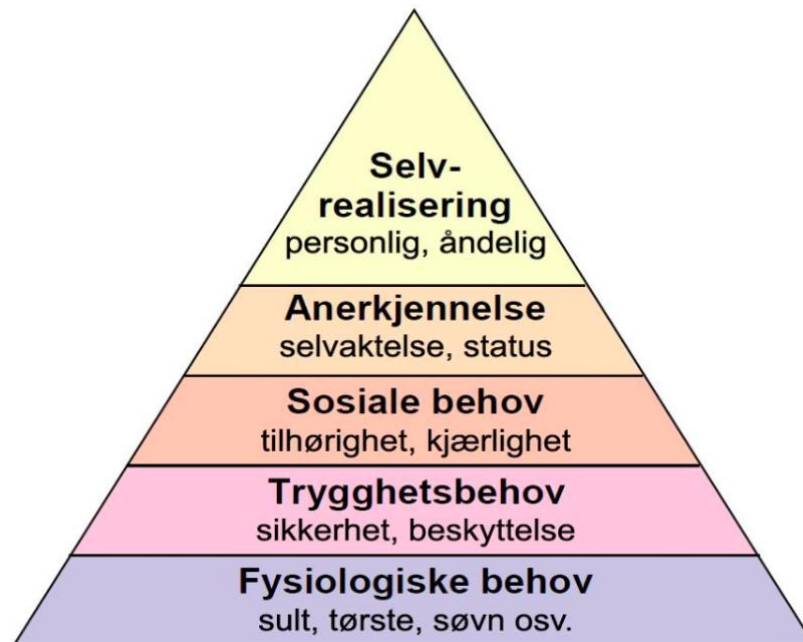 Selv-
realisering
personlig, åndelig
Anerkjennelse
selvaktelse, status
Sosiale behov
tilhørighet, kjærlighet
Trygghetsbehov
sikkerhet, beskyttelse
Fysiologiske behov
sult, tørste, søvn osv.